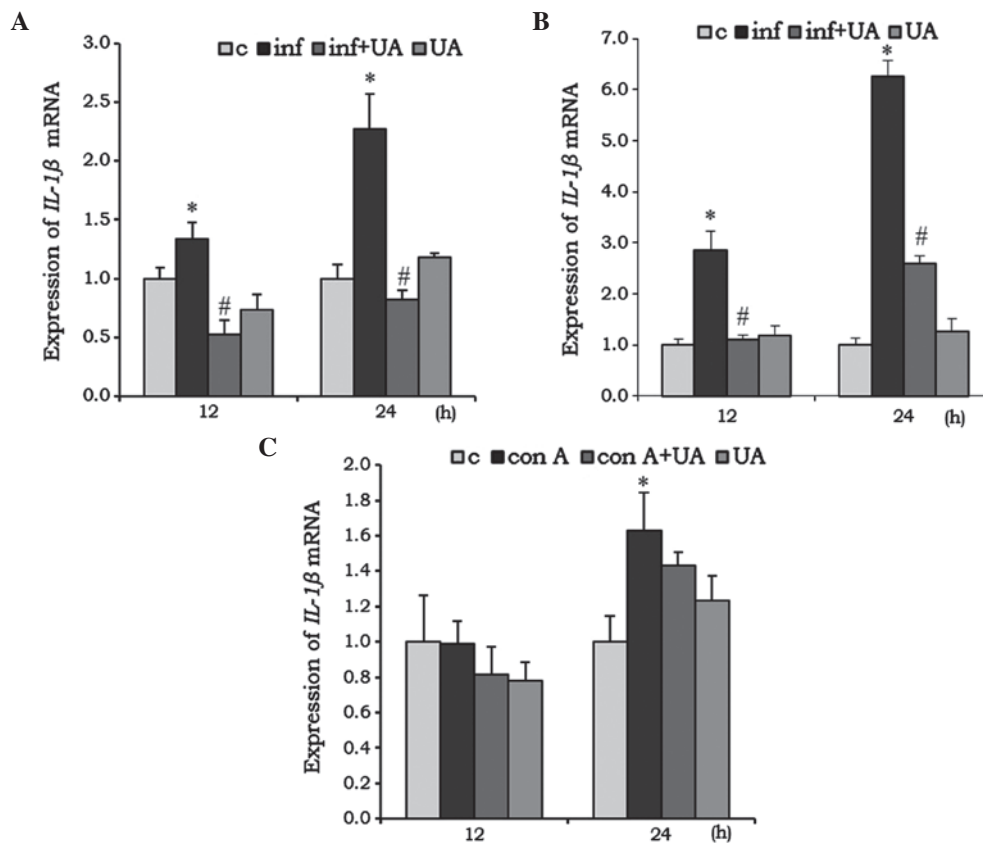 A
c inf inf+UA UA
Expression of IL-1β mRNA
3.0
2.5
2.0
1.5
1.0
0.5
0.0
*
#
*
#
12 24 (h)
B
c inf inf+UA UA
Expression of IL-1β mRNA
7.0
6.0
5.0
4.0
3.0
2.0
1.0
0.0
*
#
*
#
12 24 (h)
C
c con A con A+UA UA
Expression of IL-1β mRNA
2.0
1.8
1.6
1.4
1.2
1.0
0.8
0.6
0.4
0.2
0.0
*
12 24 (h)